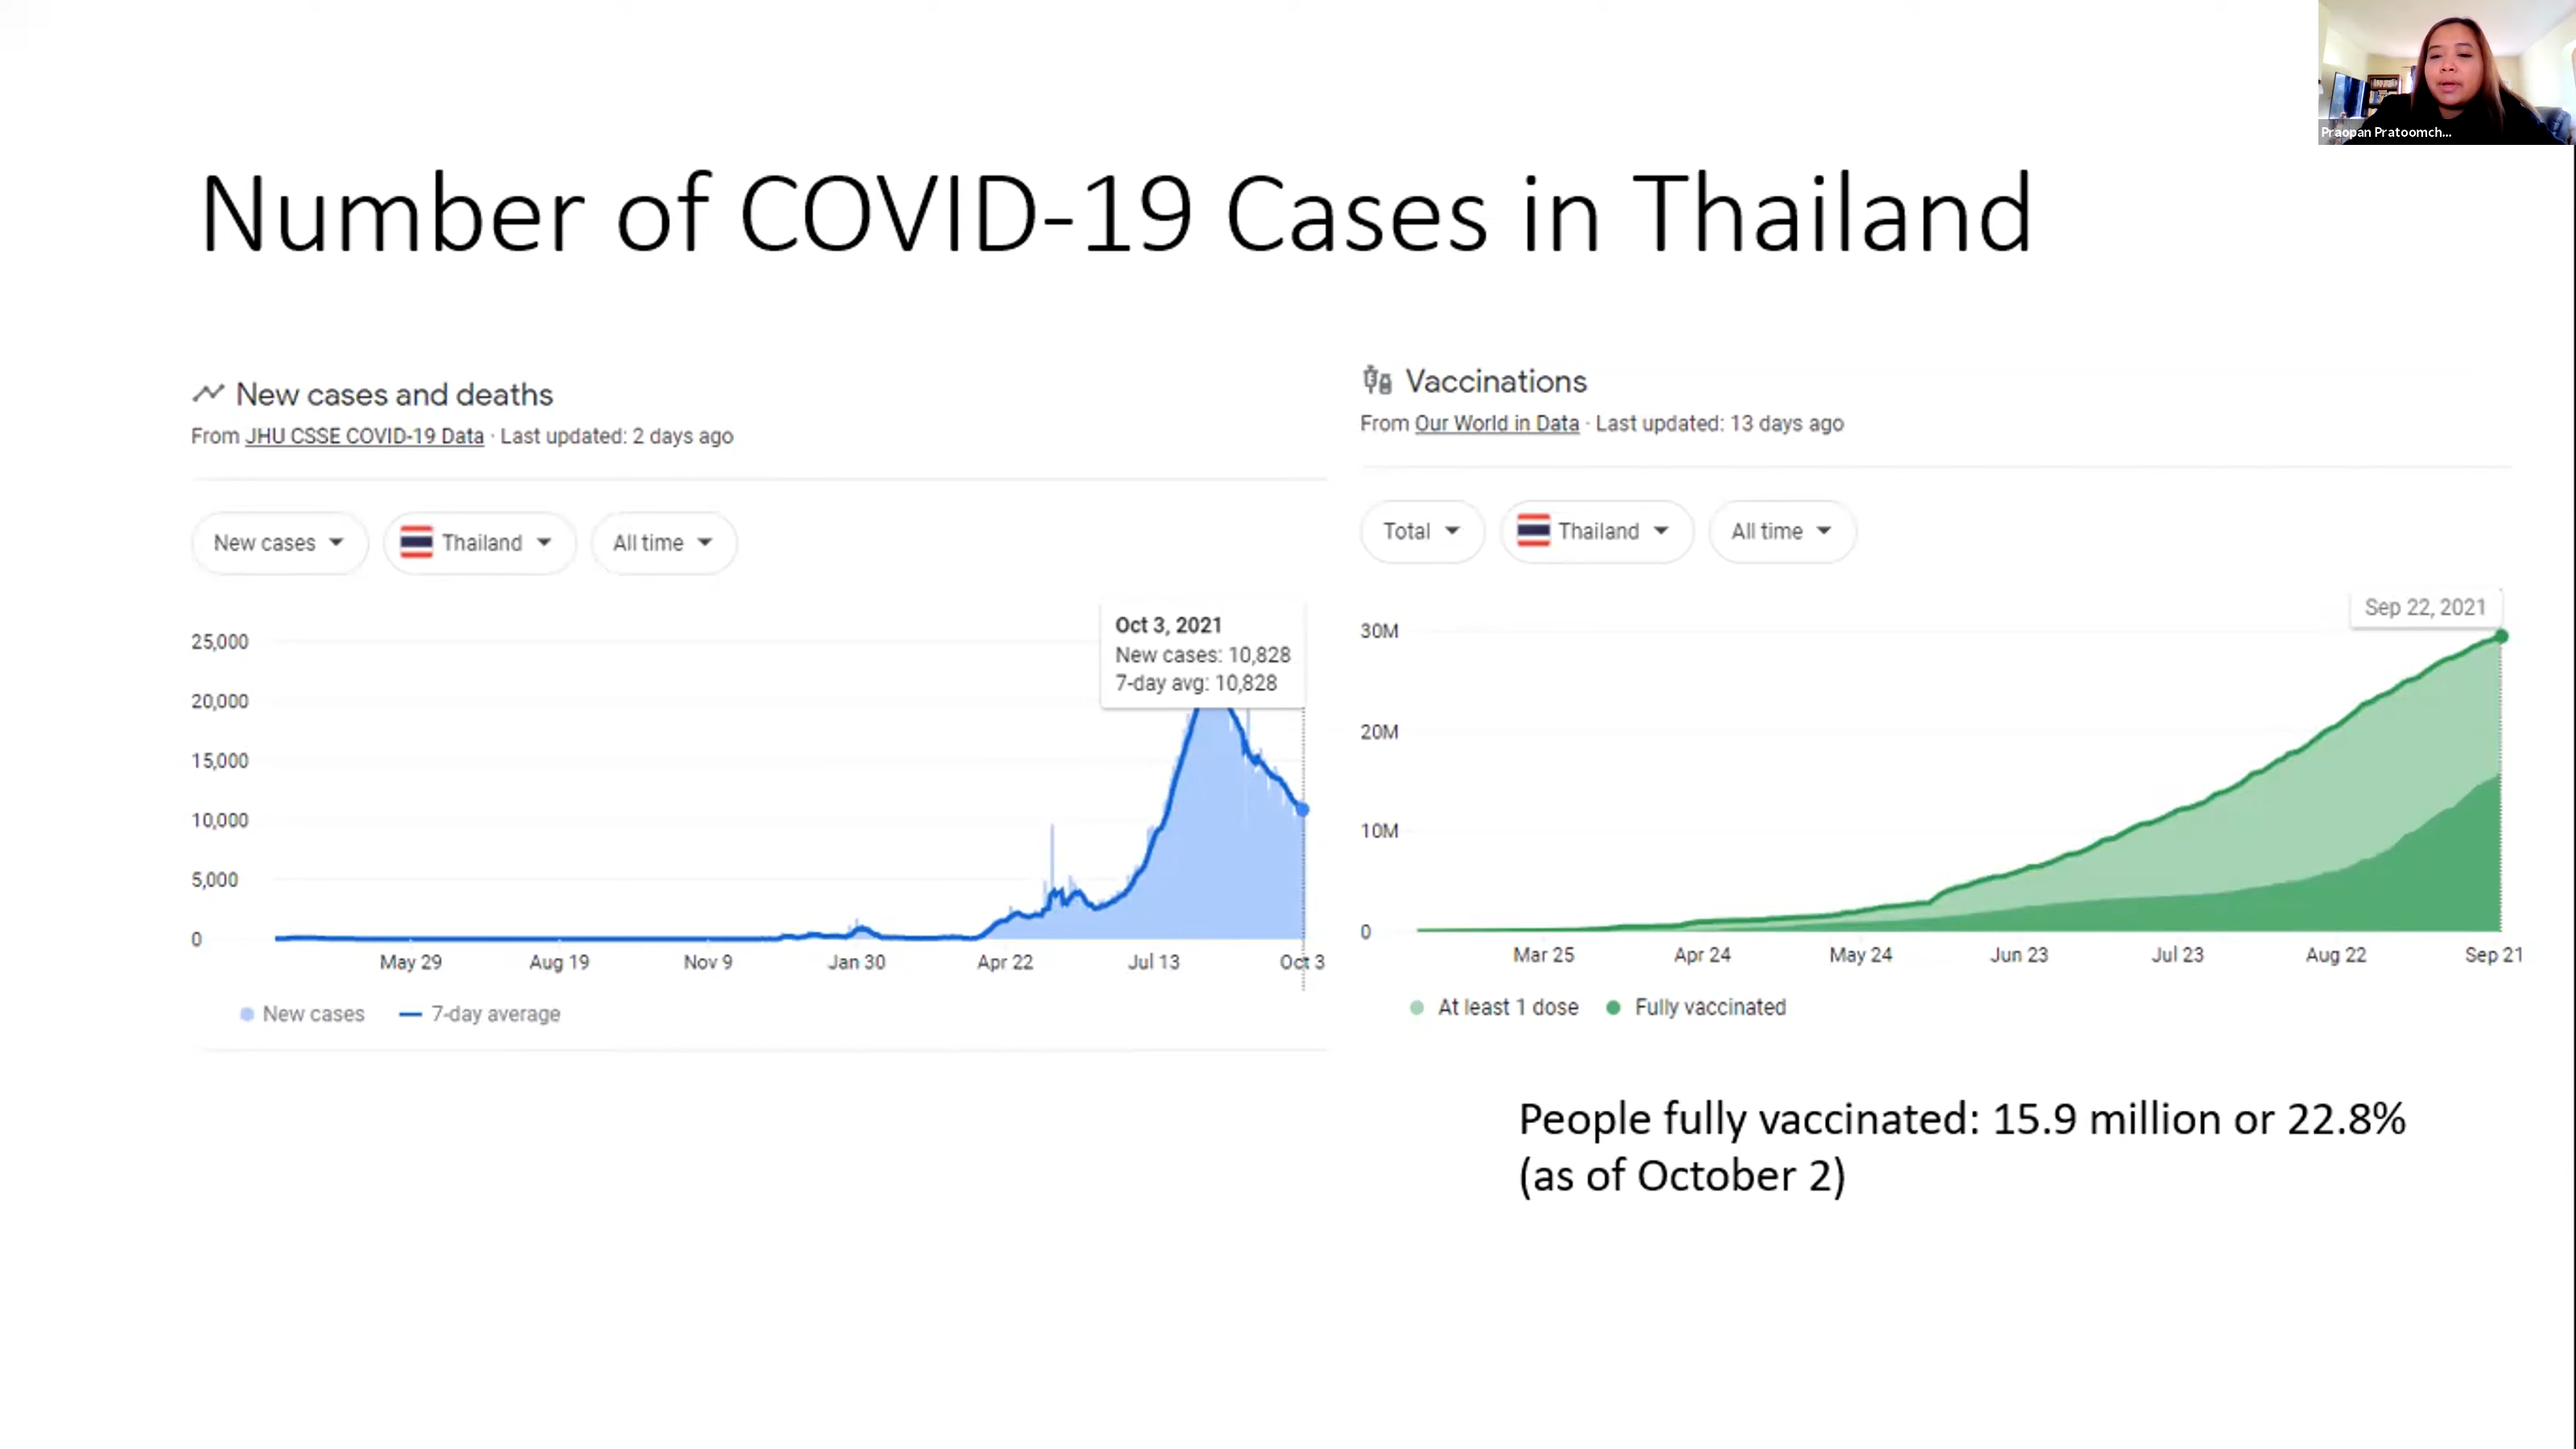 Praopan Pratoomch...
Number of COVID-19 Cases in Thailand
New cases and deaths
From JHU CSSE COVID-19 Data · Last updated: 2 days ago
New cases
Thailand
All time
Oct 3, 2021
New cases: 10,828
7-day avg: 10,828
25,000
20,000
15,000
10,000
5,000
0
May 29
Aug 19
Nov 9
Jan 30
Apr 22
Jul 13
Oct 3
New cases
7-day average
Vaccinations
From Our World in Data · Last updated: 13 days ago
Total
Thailand
All time
Sep 22, 2021
30M
20M
10M
0
Mar 25
Apr 24
May 24
Jun 23
Jul 23
Aug 22
Sep 21
At least 1 dose
Fully vaccinated
People fully vaccinated: 15.9 million or 22.8%
(as of October 2)